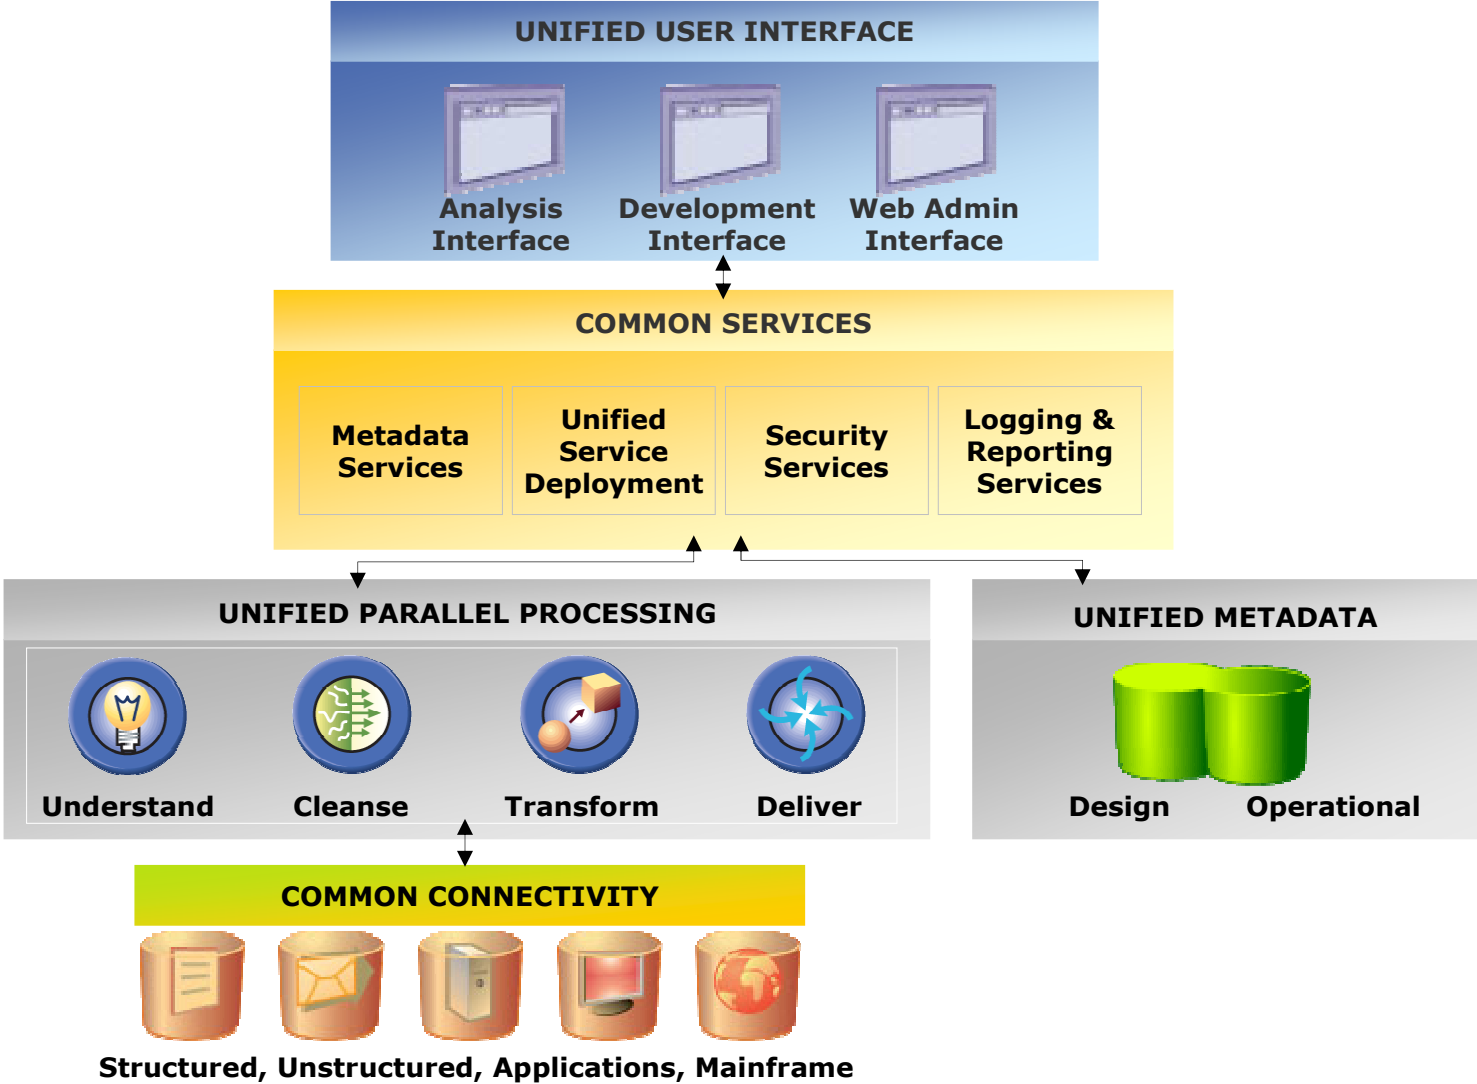 UNIFIED USER INTERFACE
Analysis Interface
Development Interface
Web Admin Interface
COMMON SERVICES
Metadata Services
Unified Service Deployment
Security Services
Logging & Reporting Services
UNIFIED PARALLEL PROCESSING
Understand
Cleanse
Transform
Deliver
UNIFIED METADATA
Design
Operational
COMMON CONNECTIVITY
Structured, Unstructured, Applications, Mainframe